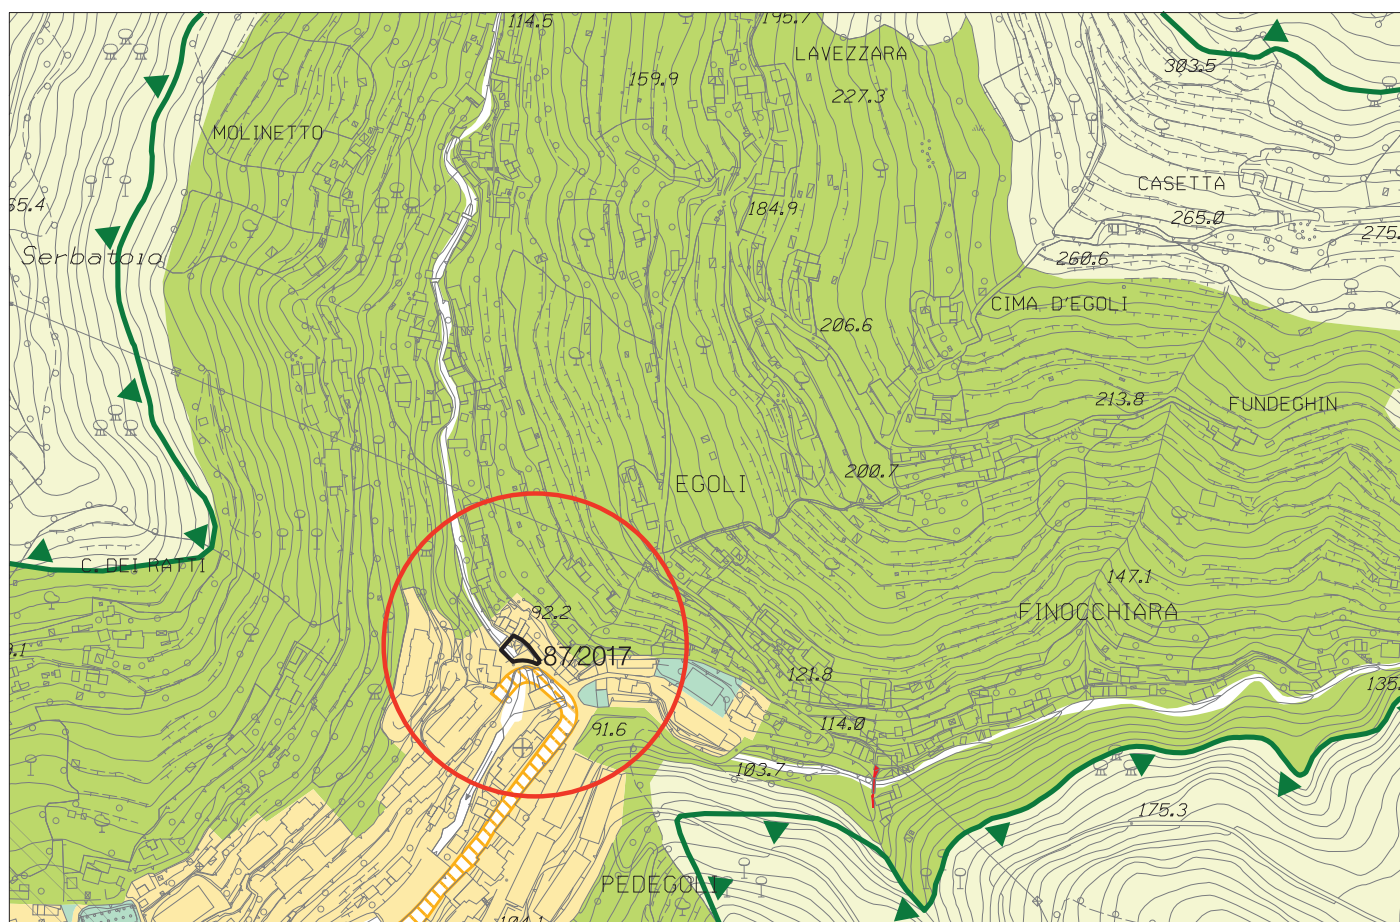 114.5
195.7
LAVEZZARA
303.5
159.9
227.3
MOLINETTO
CASETTA
184.9
265.0
275.
Serbatoio
260.6
CIMA D'EGOLI
206.6
213.8
FUNDEGHIN
200.7
EGOLI
C. DEI RATTI
147.1
92.2
FINOCCHIARA
87/2017
121.8
135.
91.6
114.0
103.7
175.3
PEDEGOLI
104.1